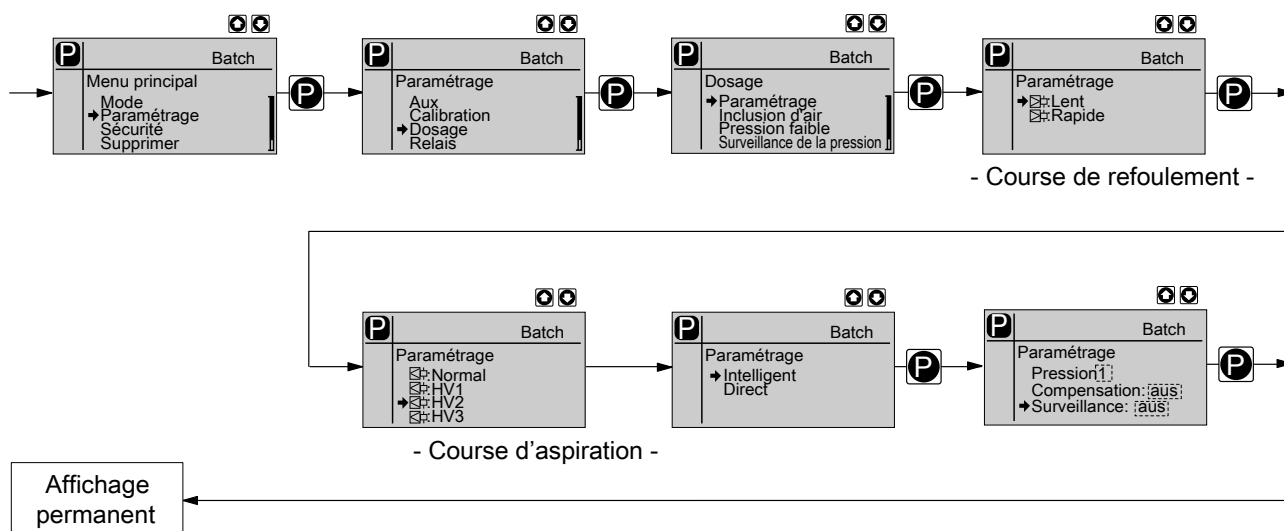 P Batch
Menu principal
Mode
Paramétrage
Sécurité
Supprimer
P
P Batch
Paramétrage
Aux
Calibration
Dosage
Relais
P
P Batch
Dosage
Paramétrage
Inclusion d'air
Pression faible
Surveillance de la pression
P
P Batch
Paramétrage
:Lent
:Rapide
P
- Course de refoulement -
P Batch
Paramétrage
:Normal
:HV1
:HV2
:HV3
- Course d'aspiration -
P Batch
Paramétrage
Intelligent
Direct
P
P Batch
Paramétrage
Pression 1
Compensation: aus
Surveillance: aus
P
Affichage
permanent